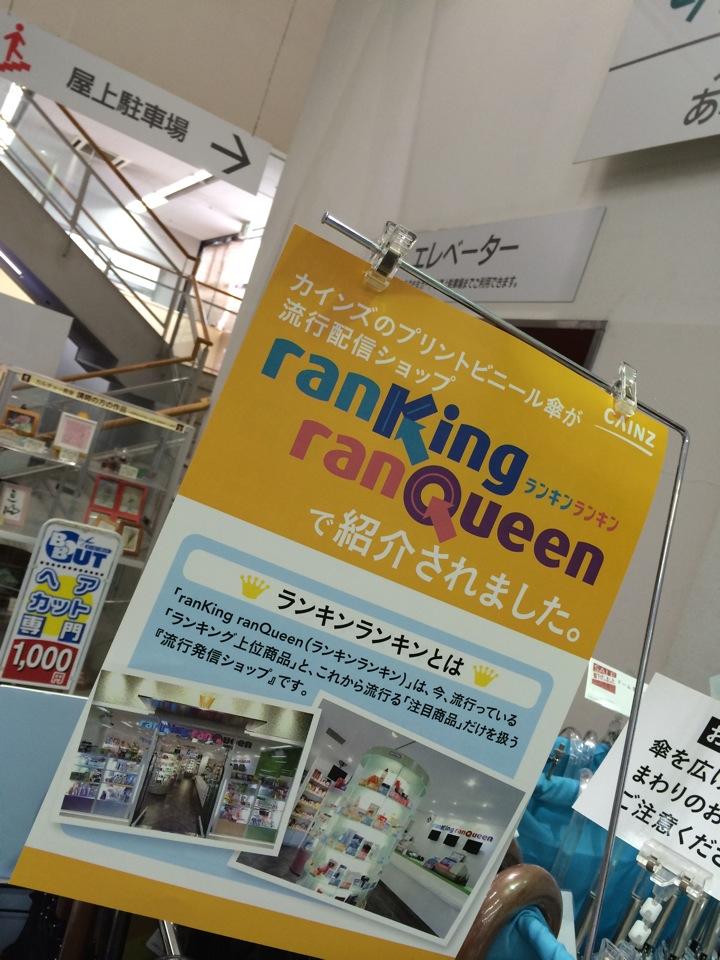 屋上駐車場
エレベーター
カインズのプリントビニール傘が
流行配信ショップ
CAINZ
ranKing
ranQueen
ランキンランキン
で紹介されました。
ランキンランキンとは
「ranKing ranQueen(ランキンランキン)」は、今、流行っている
「ランキング上位商品」と、これから流行る「注目商品」だけを扱う
『流行発信ショップ』です。
ranKing ranQueen
ranKing ranQueen
ヘア
カット
専門
1,000円
SALE
傘を広げ
まわりのお
ご注意くださ